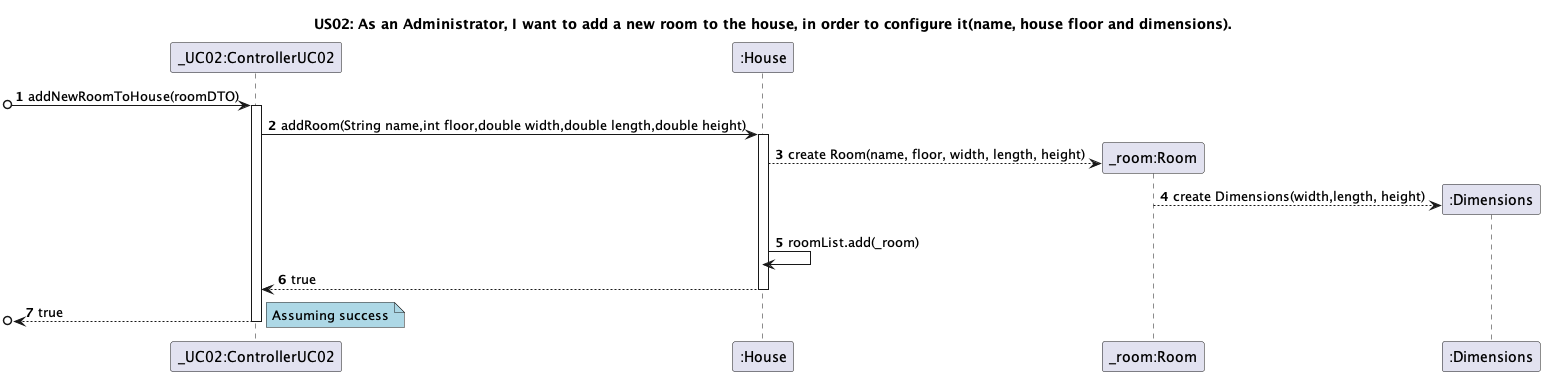 US02: As an Administrator, I want to add a new room to the house, in order to configure it(name, house floor and dimensions).
_UC02:ControllerUC02
:House
1 addNewRoomToHouse(roomDTO)
2 addRoom(String name,int floor,double width,double length,double height)
3 create Room(name, floor, width, length, height)
_room:Room
4 create Dimensions(width,length, height)
:Dimensions
5 roomList.add(_room)
6 true
7 true
Assuming success
_UC02:ControllerUC02
:House
_room:Room
:Dimensions